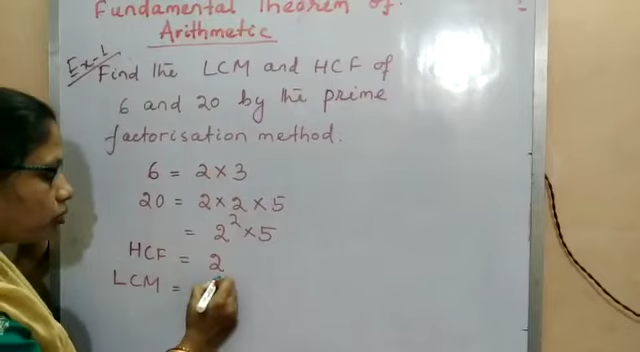 Fundamental Theorem of
Arithmetic
Ex-1
Find the LCM and HCF of
6 and 20 by the prime
factorisation method.
6 = 2 × 3
20 = 2 × 2 × 5
= 2² × 5
HCF = 2
LCM =